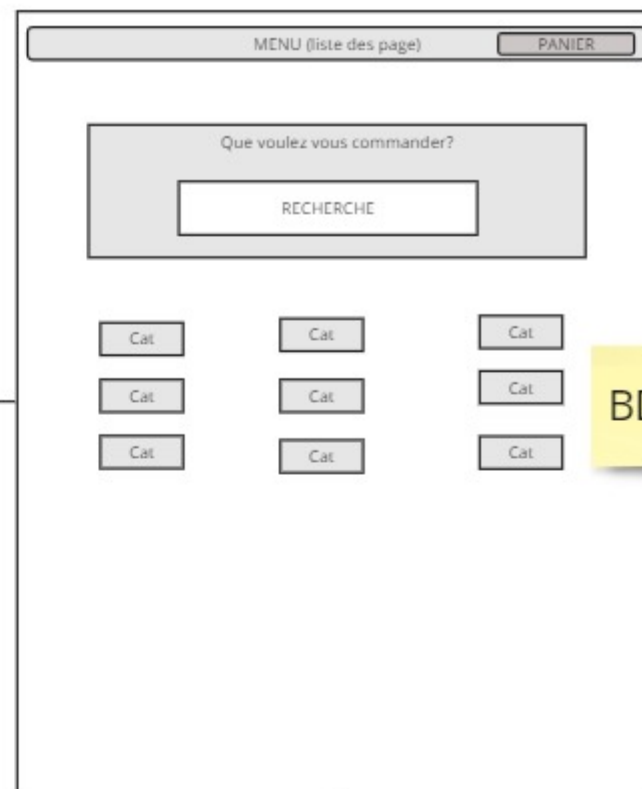 MENU (liste des page)
PANIER
Que voulez vous commander?
RECHERCHE
Cat
Cat
Cat
Cat
Cat
Cat
Cat
Cat
Cat